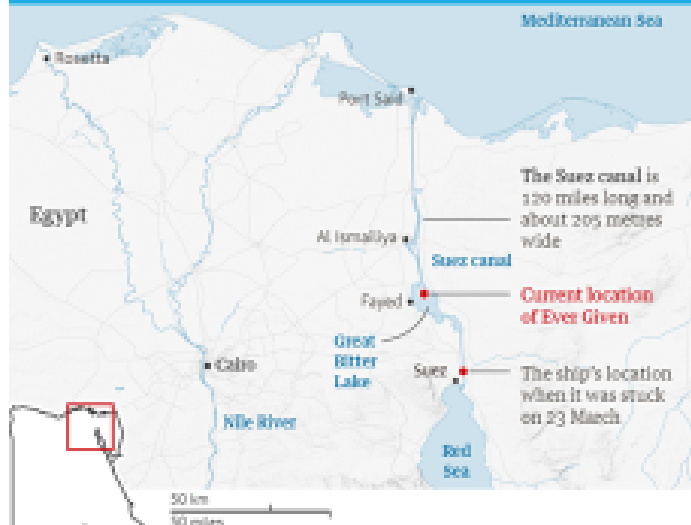 Mediterranean Sea
Rosetta
Port Said
The Suez canal is
120 miles long and
about 205 metres
wide
Egypt
Al Ismailiya
Suez canal
Fayed
Current location
of Ever Given
Great
Bitter
Lake
Cairo
Suez
The ship's location
when it was stuck
on 23 March
Nile River
Red
Sea
50 km
50 miles